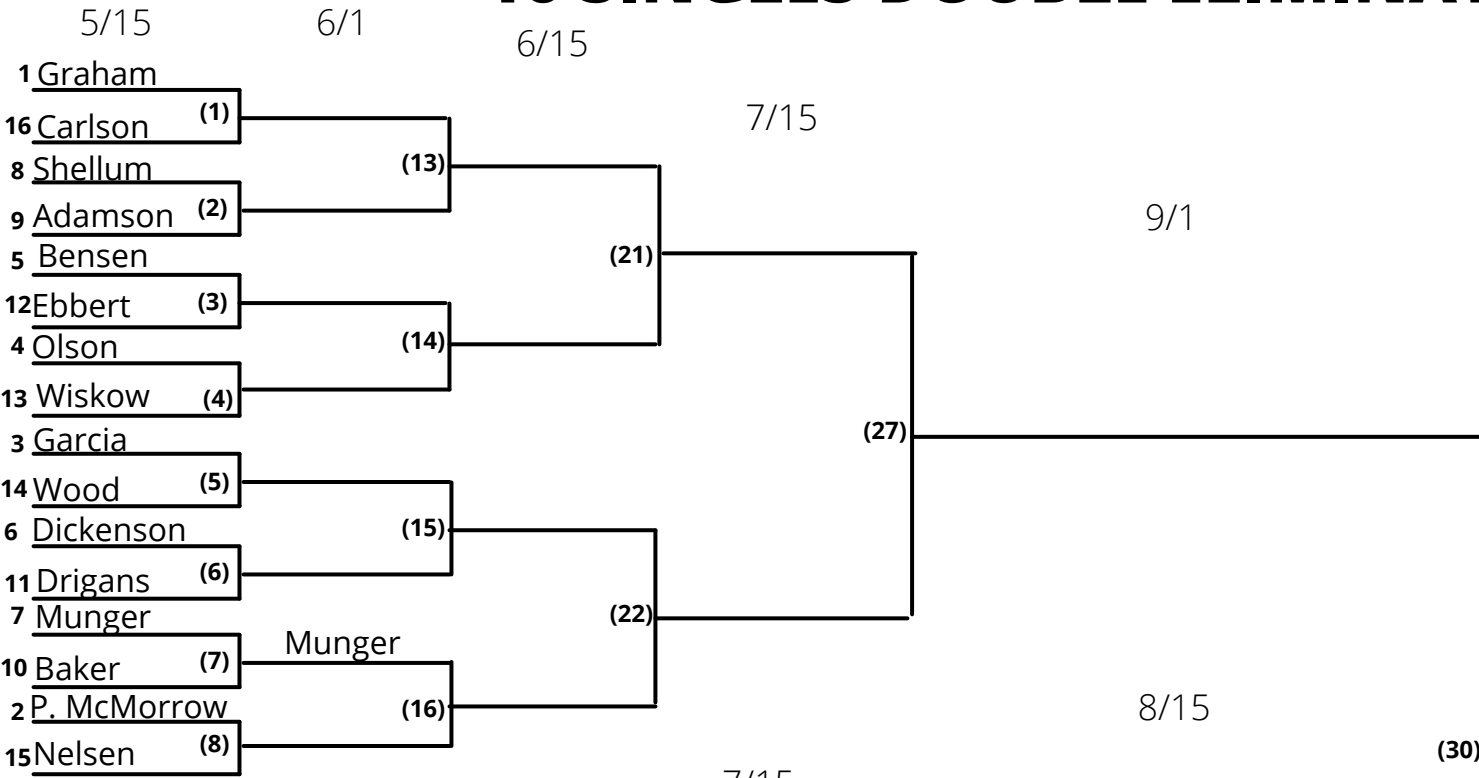 5/15
6/1
6/15
7/15
9/1
1 Graham
(1)
16 Carlson
8 Shellum
(13)
9 Adamson
(2)
5 Bensen
(21)
12 Ebbert
(3)
4 Olson
(14)
13 Wiskow
(4)
3 Garcia
(27)
14 Wood
(5)
6 Dickenson
(15)
11 Drigans
(6)
7 Munger
(22)
Munger
10 Baker
(7)
2 P. McMorrow
(16)
8/15
15 Nelsen
(8)
(30)
7/15